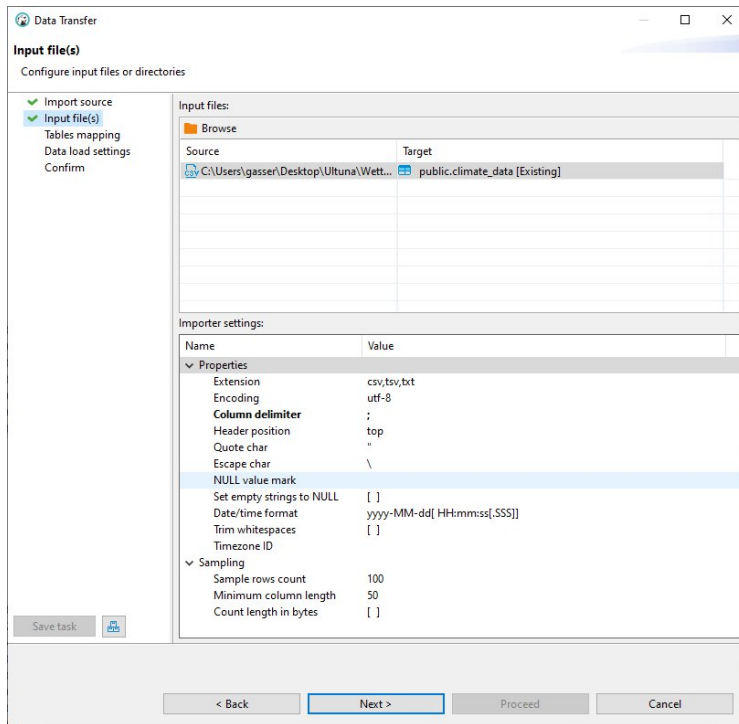 Data Transfer
Input file(s)
Configure input files or directories
Import source
Input file(s)
Tables mapping
Data load settings
Confirm
Input files:
Browse
Source Target
CSV C:\Users\gasser\Desktop\Ultuna\Wett... public.climate_data [Existing]
Importer settings:
Name Value
Properties
Extension csv,tsv,txt
Encoding utf-8
Column delimiter ;
Header position top
Quote char "
Escape char \
NULL value mark
Set empty strings to NULL [ ]
Date/time format yyyy-MM-dd[ HH:mm:ss[.SSS]]
Trim whitespaces [ ]
Timezone ID
Sampling
Sample rows count 100
Minimum column length 50
Count length in bytes [ ]
Save task
< Back Next > Proceed Cancel